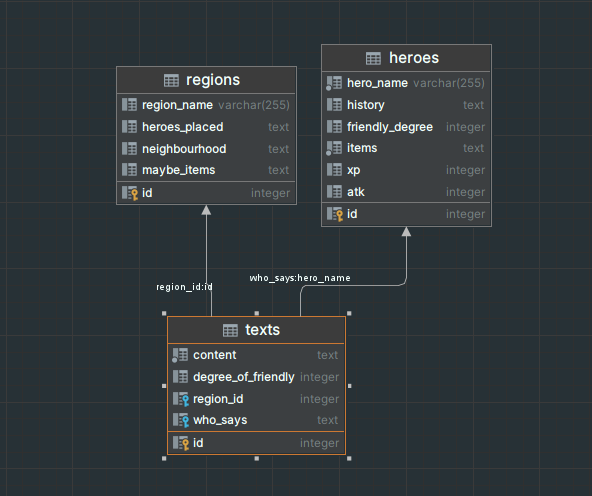 heroes
hero_name varchar(255)
history text
friendly_degree integer
items text
xp integer
atk integer
id integer
regions
region_name varchar(255)
heroes_placed text
neighbourhood text
maybe_items text
id integer
who_says:hero_name
region_id:id
texts
content text
degree_of_friendly integer
region_id integer
who_says text
id integer